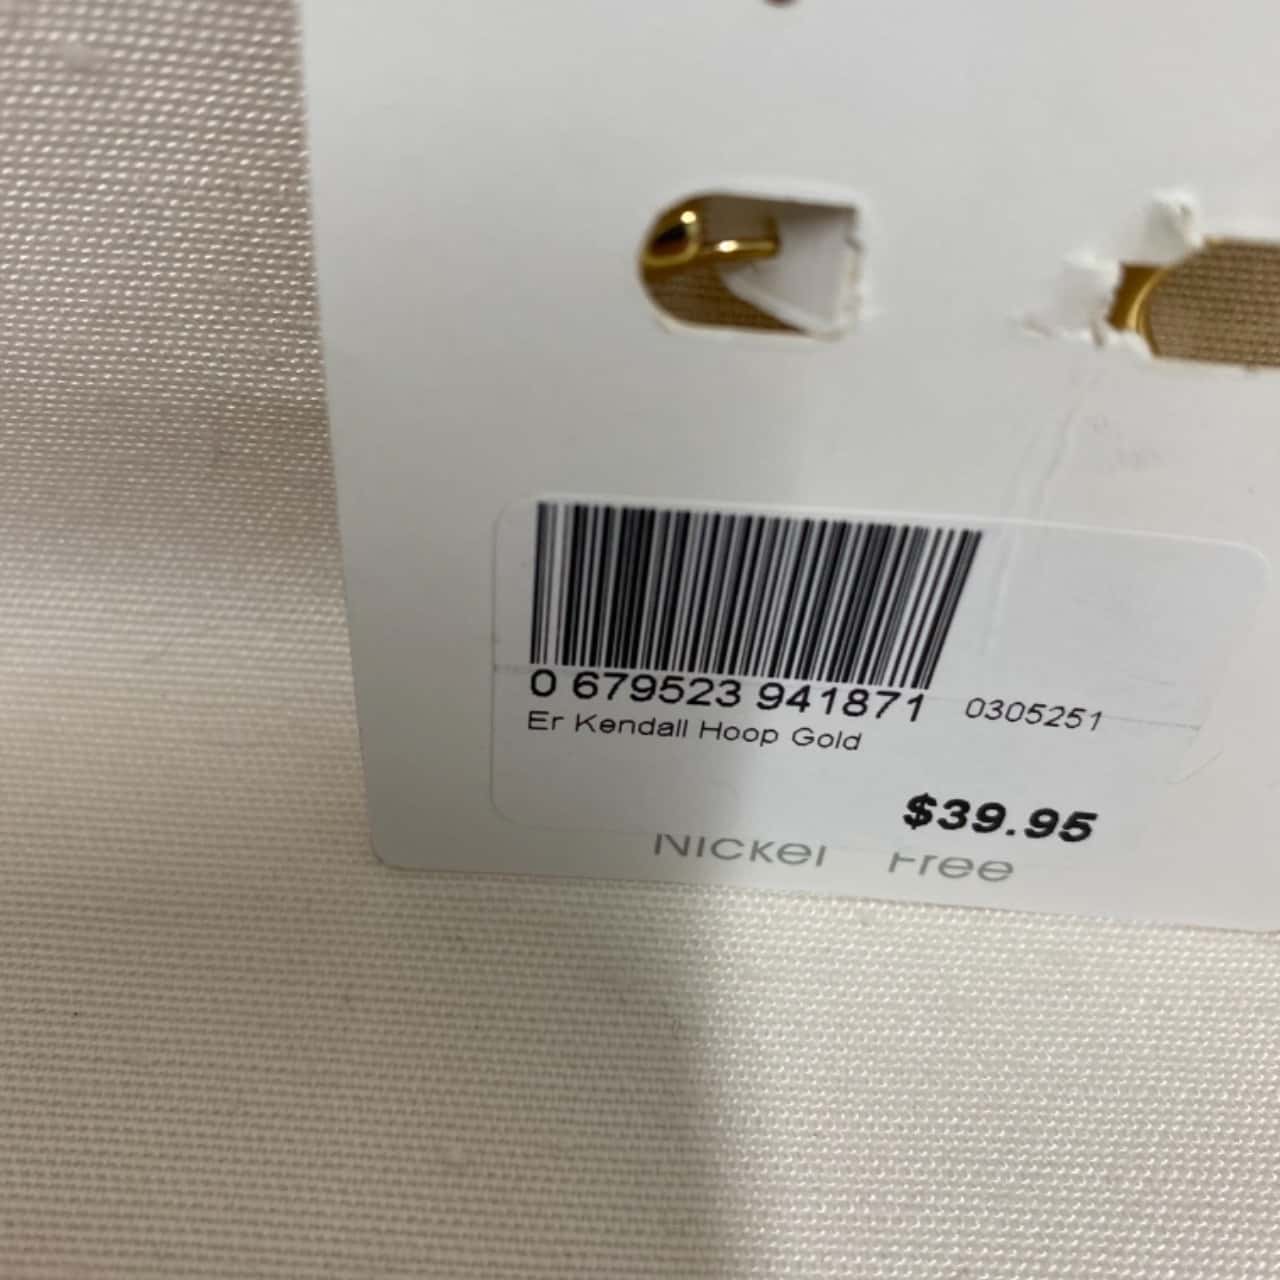 0 679523 941871 0305251
Er Kendall Hoop Gold
$39.95
Nickel Free